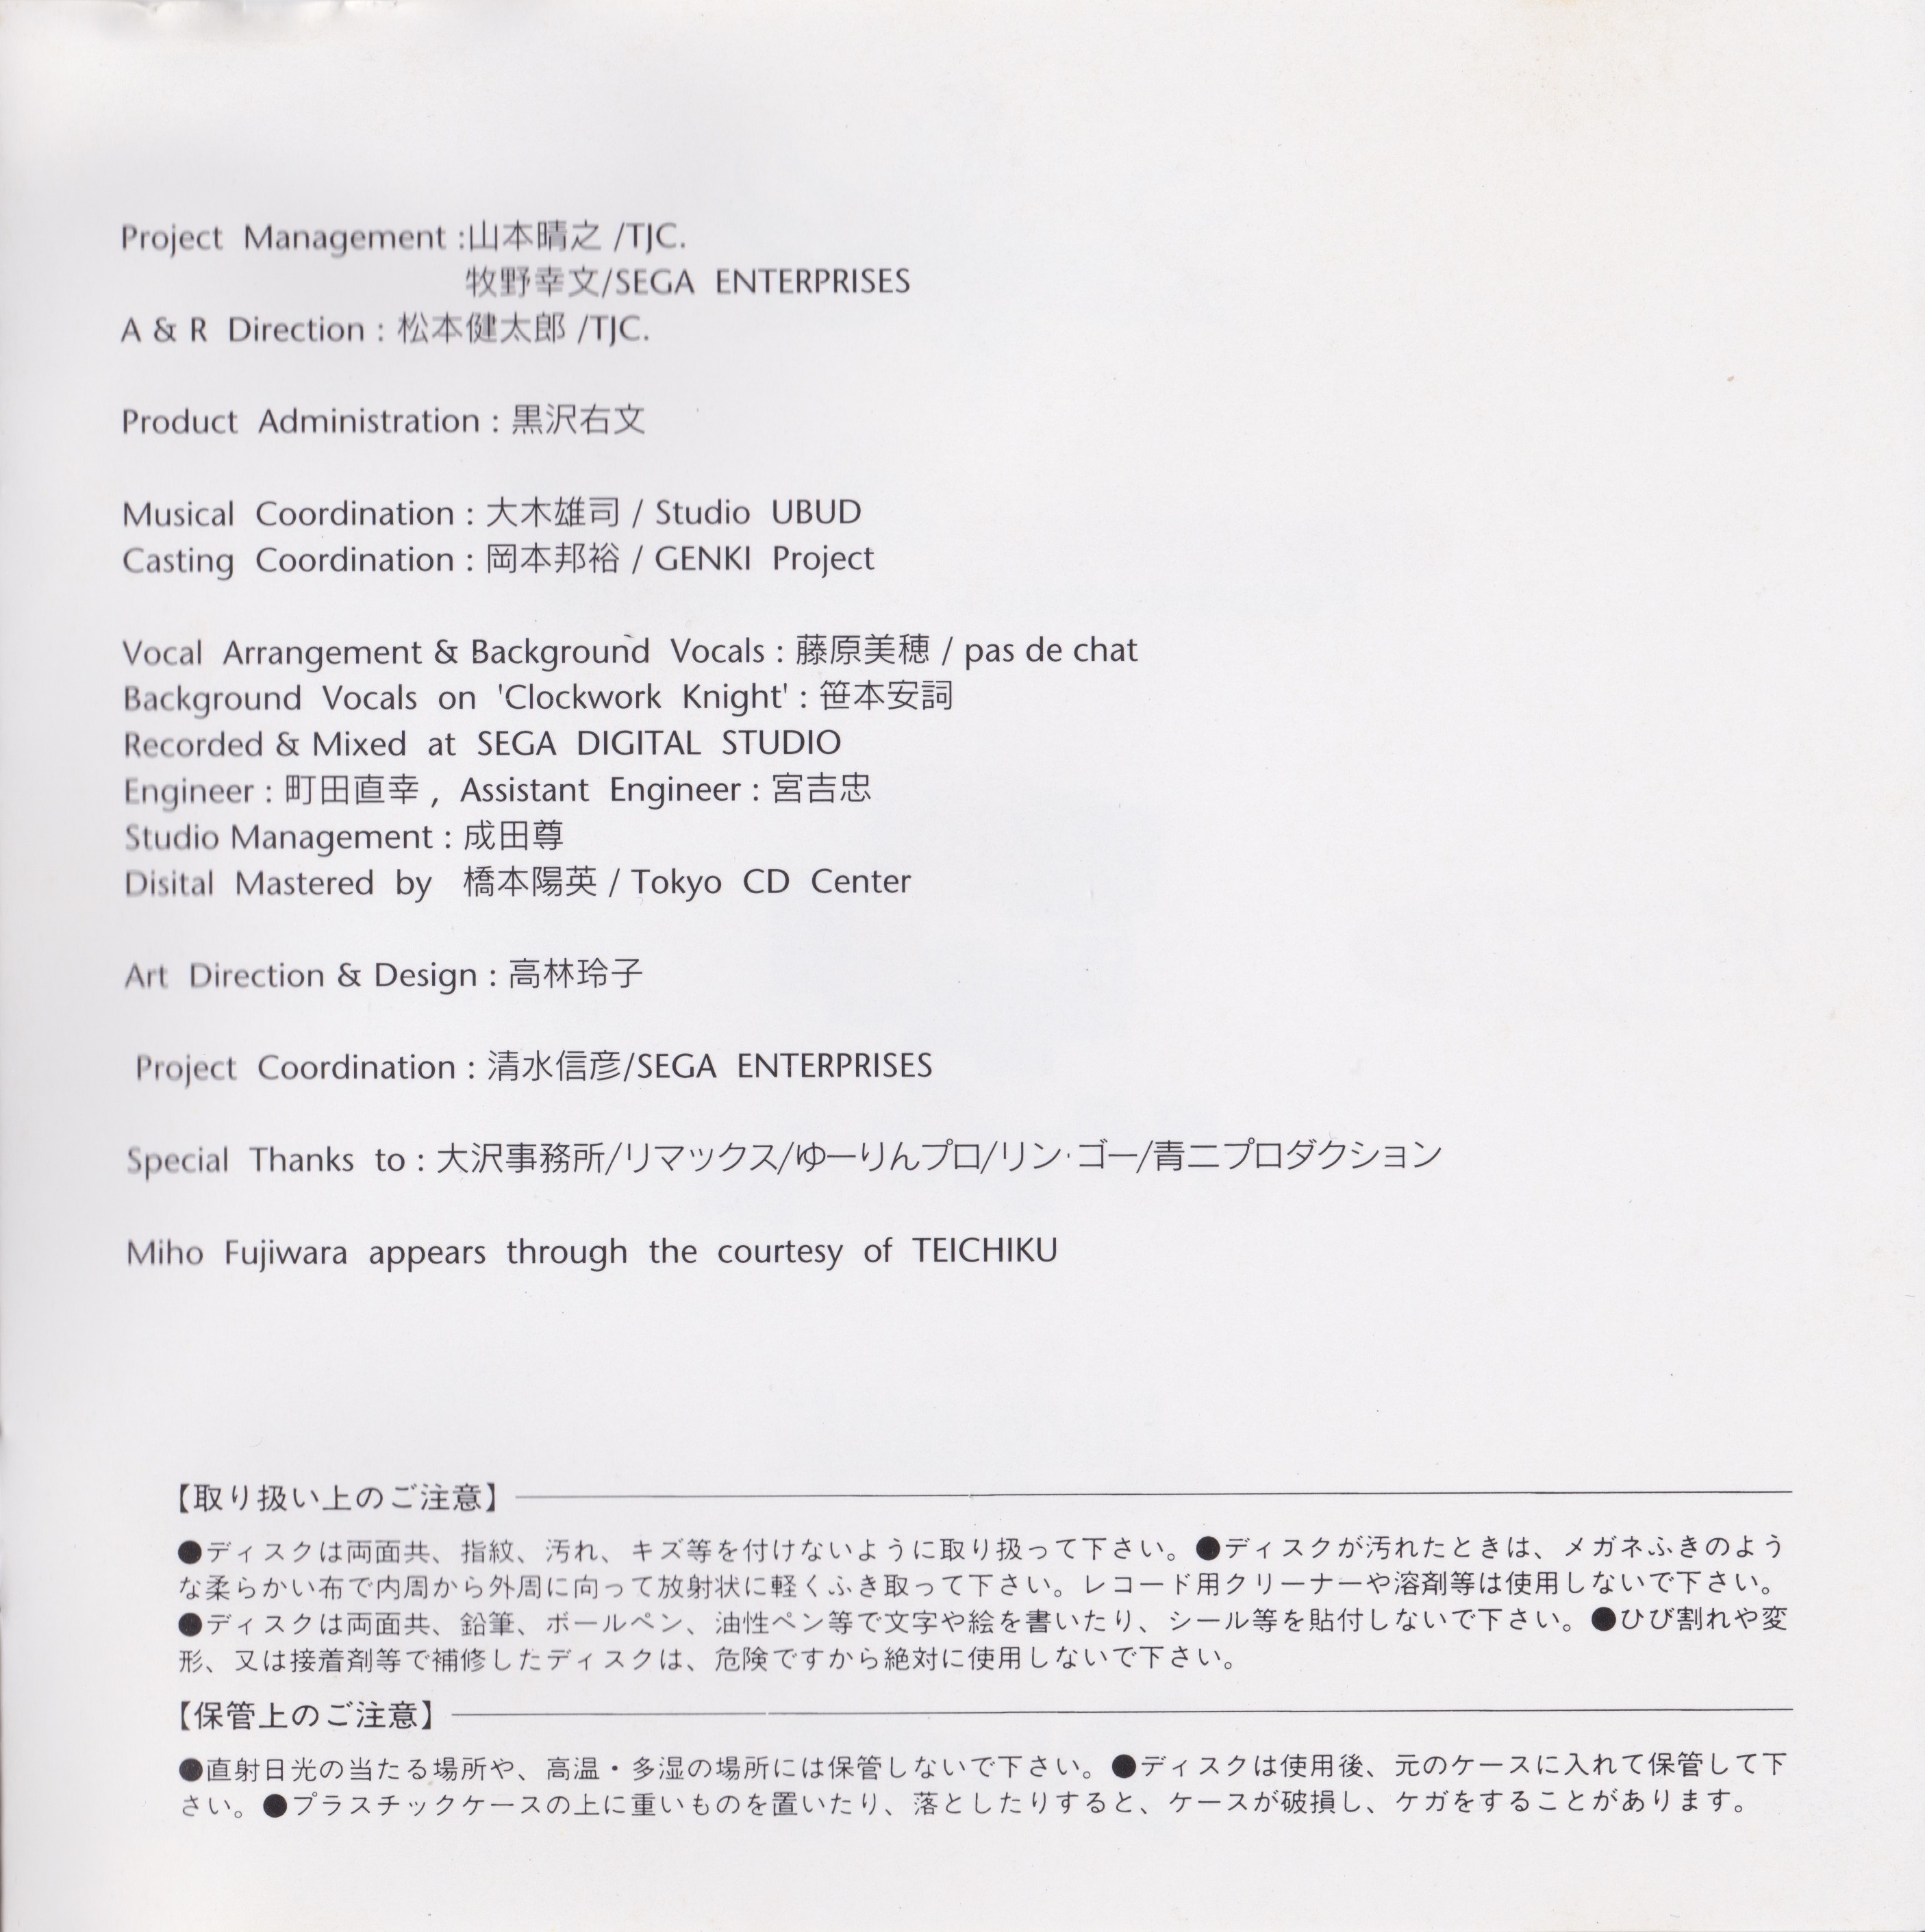 Project Management :山本晴之 /TJC.
牧野幸文/SEGA ENTERPRISES
A & R Direction : 松本健太郎 /TJC.
Product Administration : 黒沢右文
Musical Coordination : 大木雄司 / Studio UBUD
Casting Coordination : 岡本邦裕 / GENKI Project
Vocal Arrangement & Background Vocals : 藤原美穂 / pas de chat
Background Vocals on 'Clockwork Knight' : 笹本安詞
Recorded & Mixed at SEGA DIGITAL STUDIO
Engineer : 町田直幸 , Assistant Engineer : 宮吉忠
Studio Management : 成田尊
Disital Mastered by 橋本陽英 / Tokyo CD Center
Art Direction & Design : 高林玲子
Project Coordination : 清水信彦/SEGA ENTERPRISES
Special Thanks to : 大沢事務所/リマックス/ゆーりんプロ/リン・ゴー/青二プロダクション
Miho Fujiwara appears through the courtesy of TEICHIKU
【取り扱い上のご注意】
●ディスクは両面共、指紋、汚れ、キズ等を付けないように取り扱って下さい。●ディスクが汚れたときは、メガネふきのよう
な柔らかい布で内周から外周に向って放射状に軽くふき取って下さい。レコード用クリーナーや溶剤等は使用しないで下さい。
●ディスクは両面共、鉛筆、ボールペン、油性ペン等で文字や絵を書いたり、シール等を貼付しないで下さい。●ひび割れや変
形、又は接着剤等で補修したディスクは、危険ですから絶対に使用しないで下さい。
【保管上のご注意】
●直射日光の当たる場所や、高温・多湿の場所には保管しないで下さい。●ディスクは使用後、元のケースに入れて保管して下
さい。●プラスチックケースの上に重いものを置いたり、落としたりすると、ケースが破損し、ケガをすることがあります。